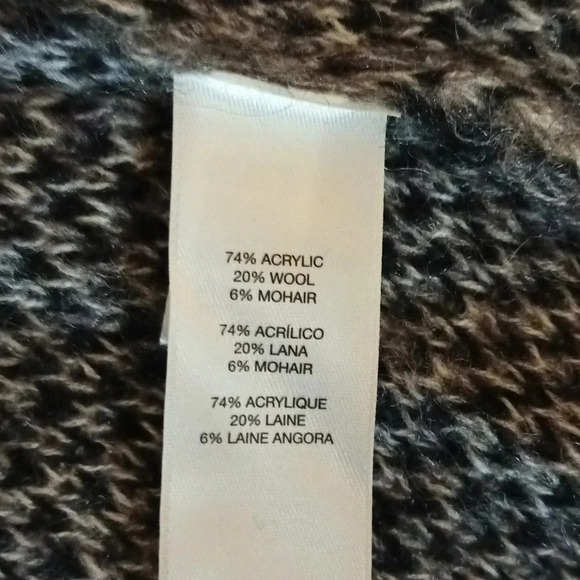 74% ACRYLIC
20% WOOL
6% MOHAIR
74% ACRÍLICO
20% LANA
6% MOHAIR
74% ACRYLIQUE
20% LAINE
6% LAINE ANGORA